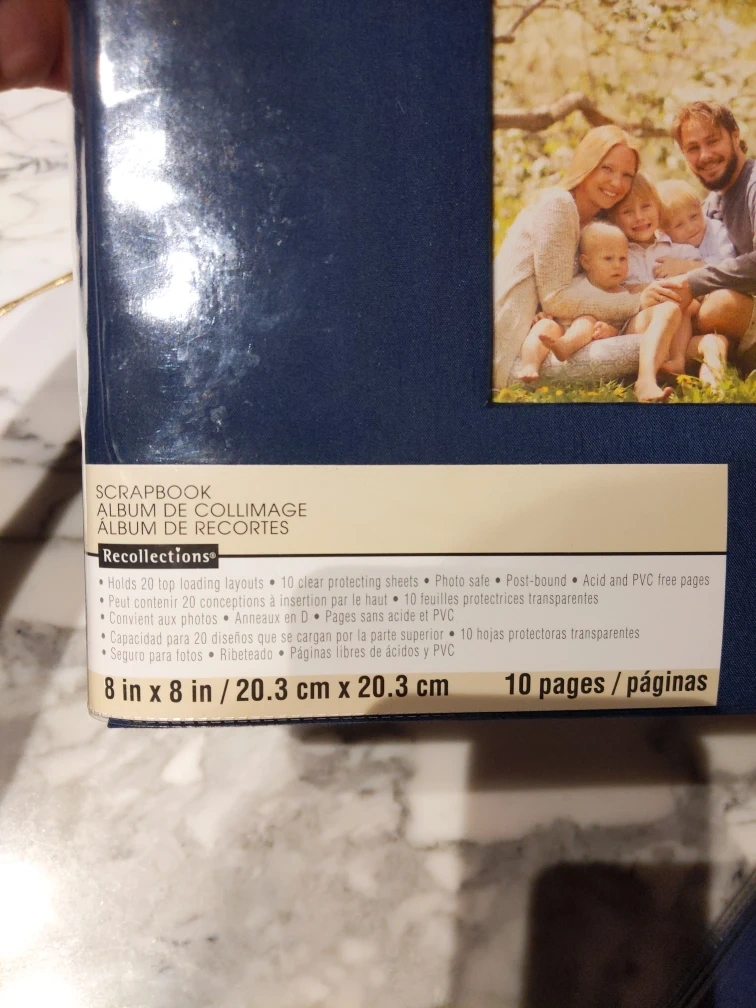 SCRAPBOOK
ALBUM DE COLLIMAGE
ÁLBUM DE RECORTES
Recollections®
• Holds 20 top loading layouts • 10 clear protecting sheets • Photo safe • Post-bound • Acid and PVC free pages
• Peut contenir 20 conceptions à insertion par le haut • 10 feuilles protectrices transparentes
• Convient aux photos • Anneaux en D • Pages sans acide et PVC
• Capacidad para 20 diseños que se cargan por la parte superior • 10 hojas protectoras transparentes
• Seguro para fotos • Ribeteado • Páginas libres de ácidos y PVC
8 in x 8 in / 20.3 cm x 20.3 cm 10 pages / páginas